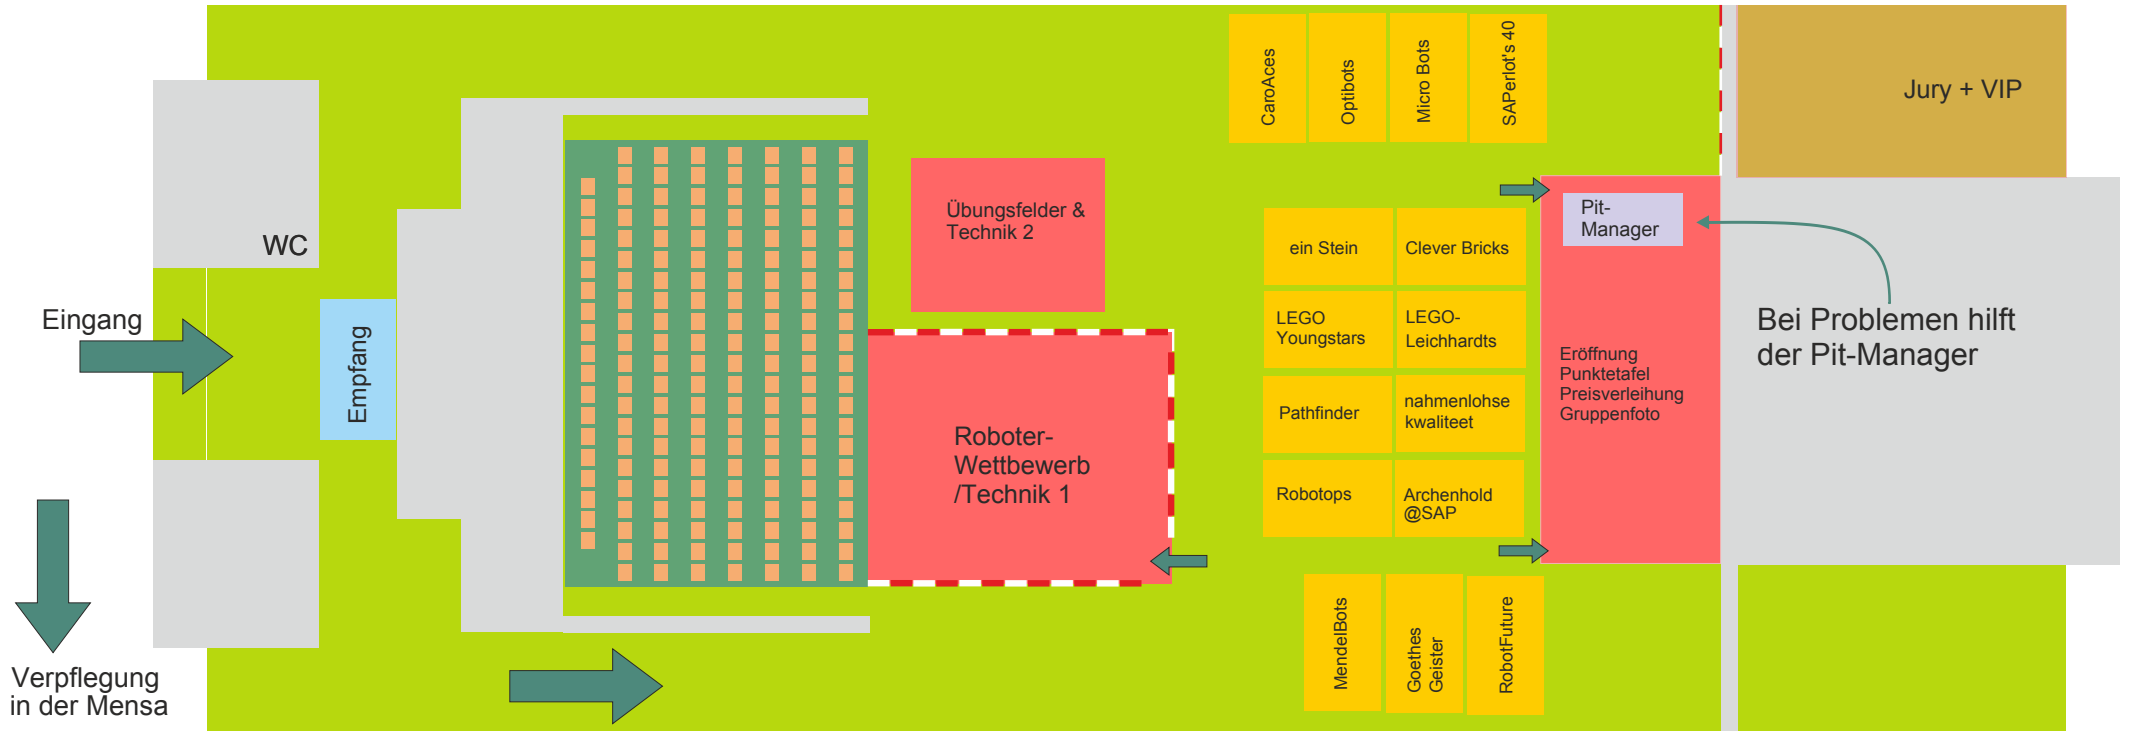 CaroAces
Optibots
Micro Bots
SAPerlot's 40
Jury + VIP
WC
Übungsfelder &
Technik 2
Pit-
Manager
ein Stein
Clever Bricks
Eingang
Empfang
LEGO
Youngstars
LEGO-
Leichhardts
Bei Problemen hilft
der Pit-Manager
Eröffnung
Punktetafel
Preisverleihung
Gruppenfoto
Pathfinder
nahmenlohse
kwaliteet
Roboter-
Wettbewerb
/Technik 1
Robotops
Archenhold
@SAP
MendelBots
Goethes
Geister
RobotFuture
Verpflegung
in der Mensa